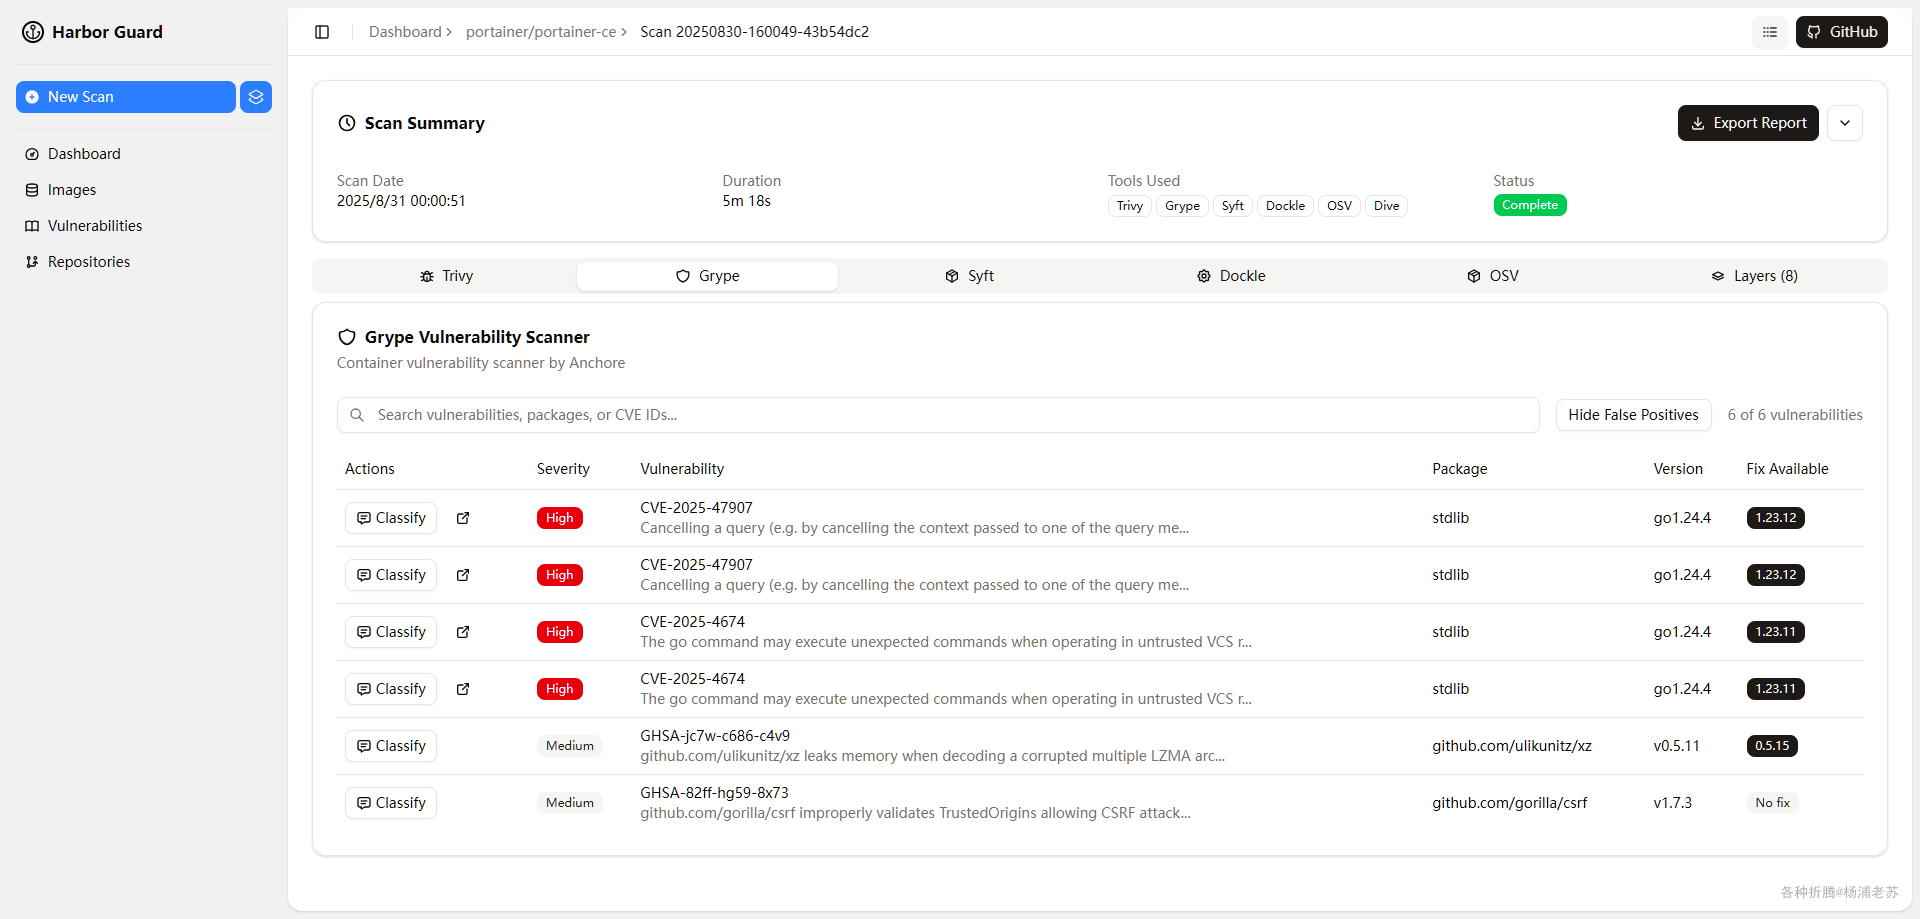 Harbor Guard
New Scan
Dashboard
Images
Vulnerabilities
Repositories
Dashboard > portainer/portainer-ce > Scan 20250830-160049-43b54dc2
GitHub
Scan Summary
Export Report
Scan Date
2025/8/31 00:00:51
Duration
5m 18s
Tools Used
Trivy Grype Syft Dockle OSV Dive
Status
Complete
Trivy Grype Syft Dockle OSV Layers (8)
Grype Vulnerability Scanner
Container vulnerability scanner by Anchore
Search vulnerabilities, packages, or CVE IDs...
Hide False Positives
6 of 6 vulnerabilities
Actions Severity Vulnerability Package Version Fix Available
Classify High CVE-2025-47907 stdlib go1.24.4 1.23.12
Cancelling a query (e.g. by cancelling the context passed to one of the query me...
Classify High CVE-2025-47907 stdlib go1.24.4 1.23.12
Cancelling a query (e.g. by cancelling the context passed to one of the query me...
Classify High CVE-2025-4674 stdlib go1.24.4 1.23.11
The go command may execute unexpected commands when operating in untrusted VCS r...
Classify High CVE-2025-4674 stdlib go1.24.4 1.23.11
The go command may execute unexpected commands when operating in untrusted VCS r...
Classify Medium GHSA-jc7w-c686-c4v9 github.com/ulikunitz/xz v0.5.11 0.5.15
github.com/ulikunitz/xz leaks memory when decoding a corrupted multiple LZMA arc...
Classify Medium GHSA-82ff-hg59-8x73 github.com/gorilla/csrf v1.7.3 No fix
github.com/gorilla/csrf improperly validates TrustedOrigins allowing CSRF attack...
各种折腾@杨浦老苏